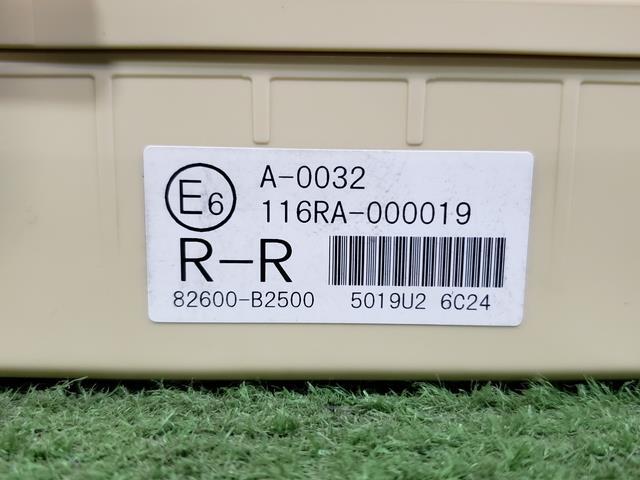 E6
A-0032
116RA-000019
R-R
82600-B2500 5019U2 6C24